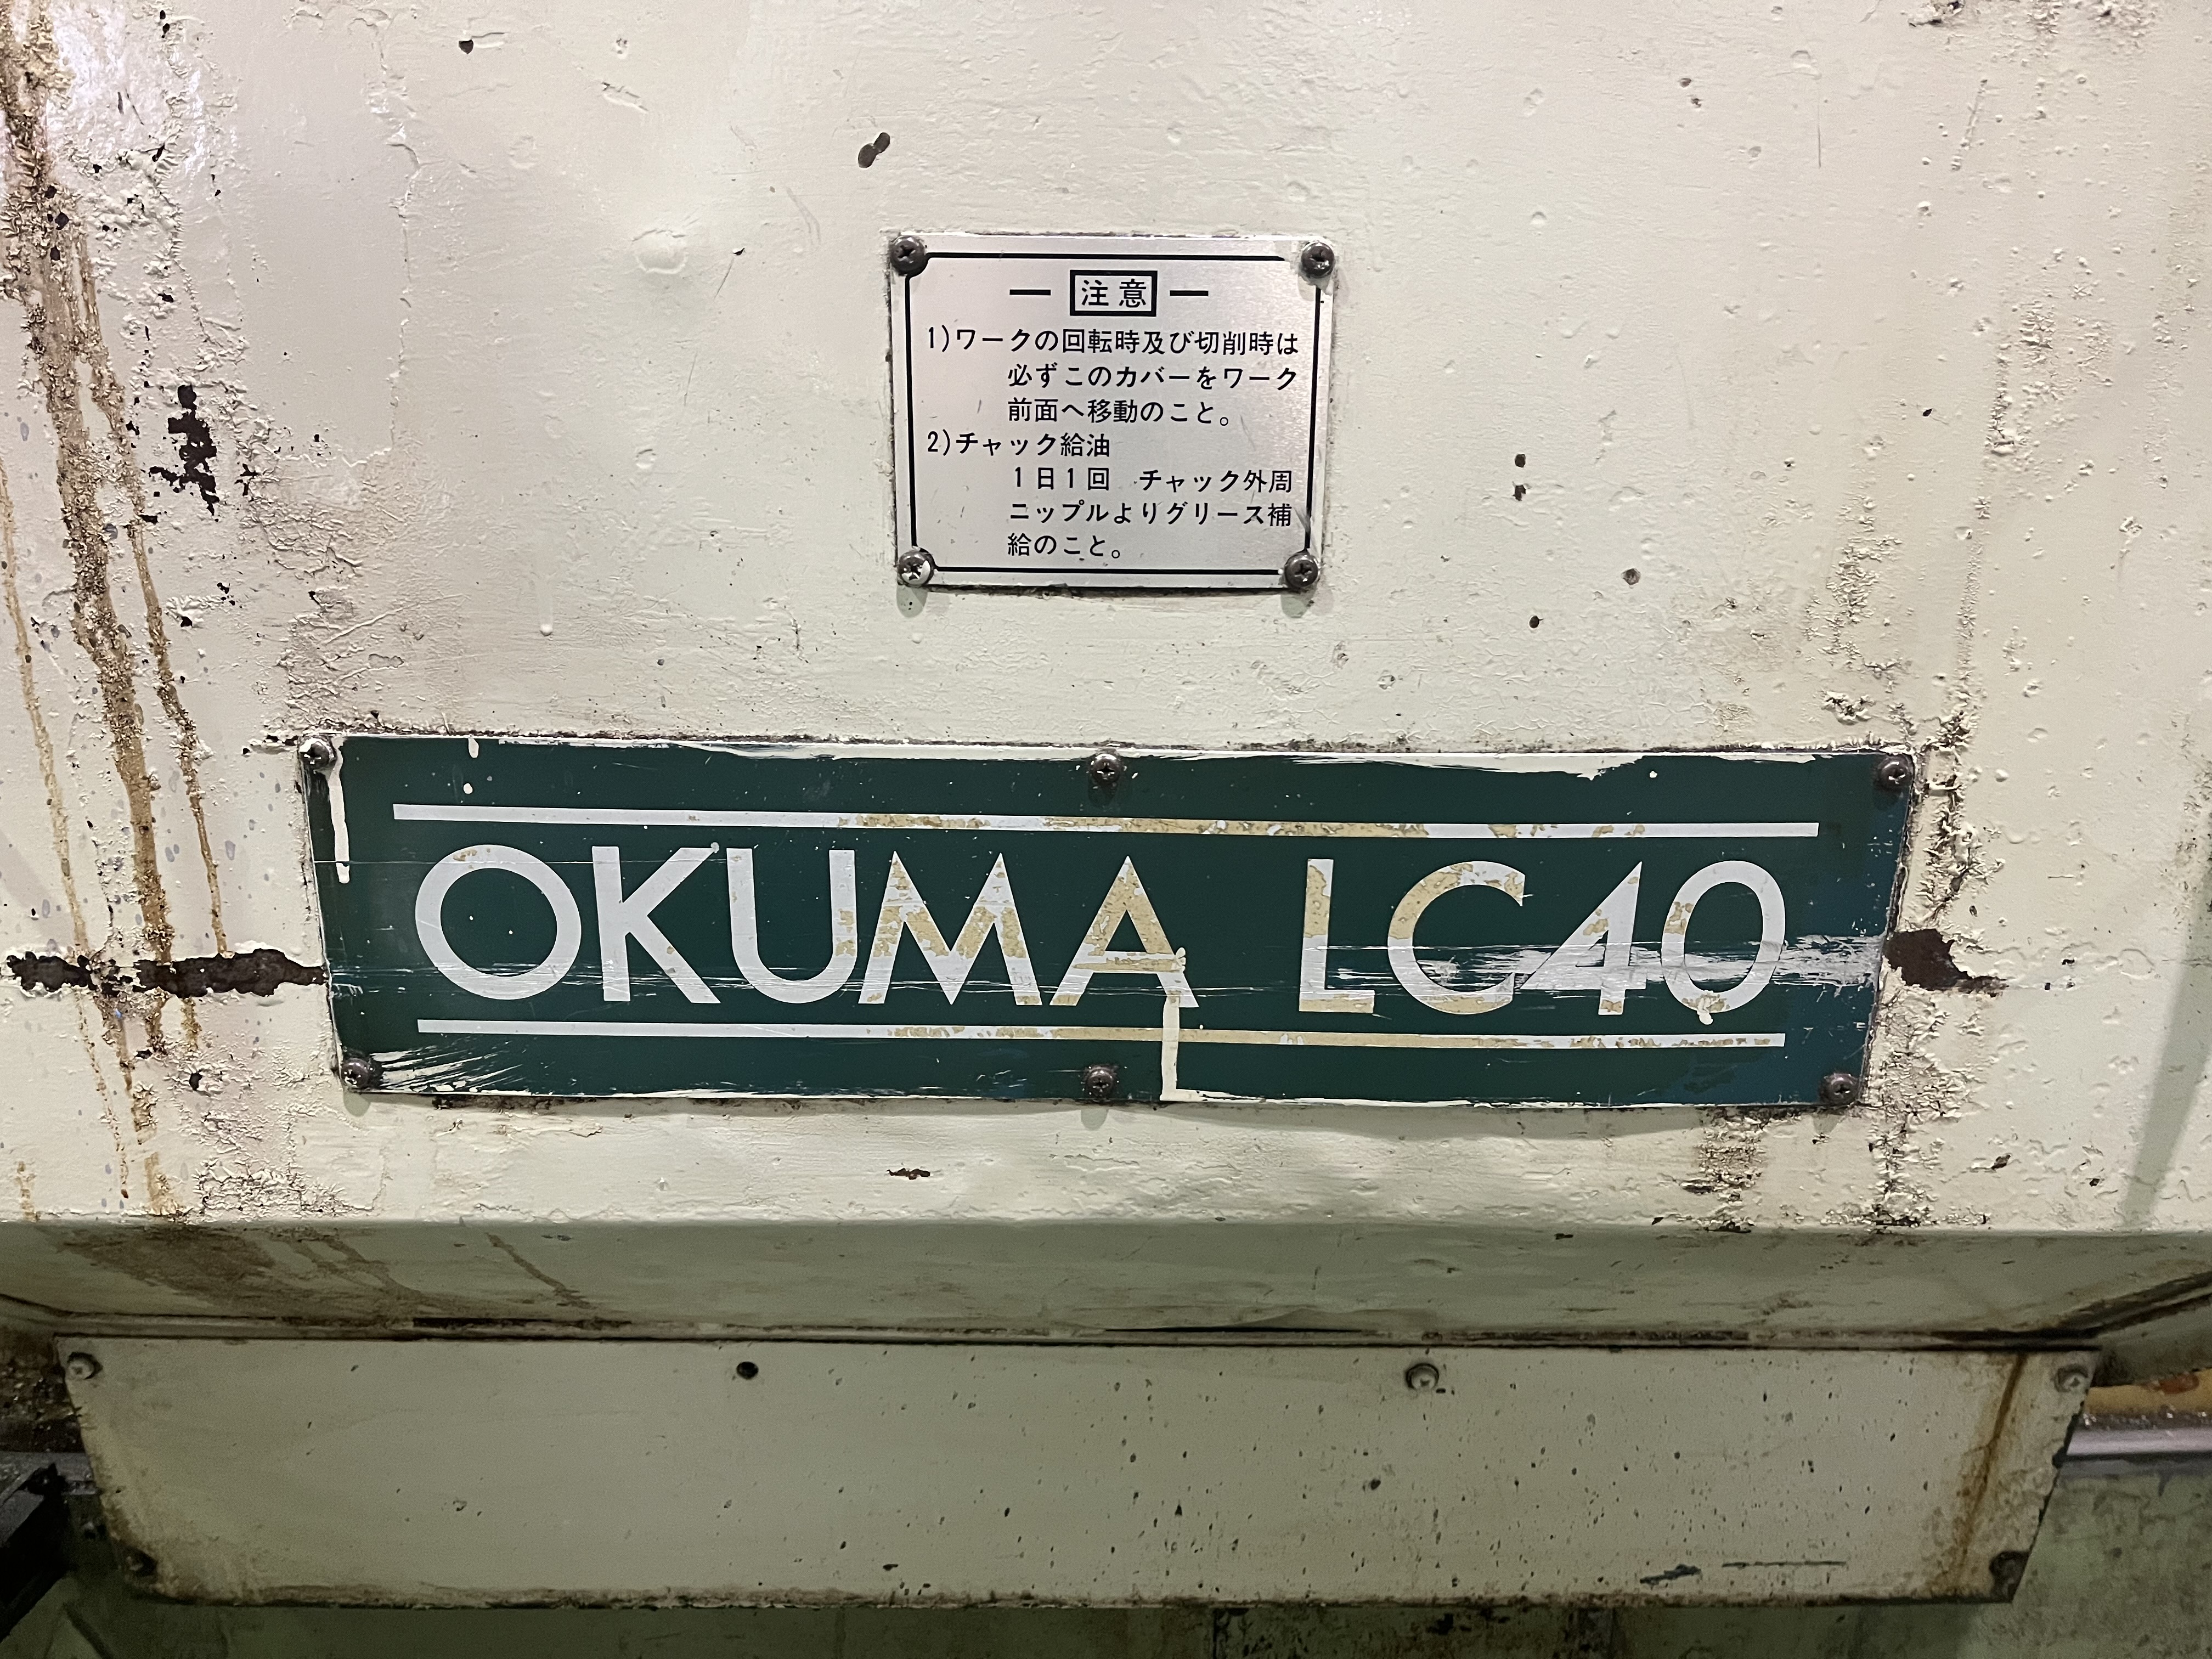 注意
1)ワークの回転時及び切削時は
必ずこのカバーをワーク
前面へ移動のこと。
2)チャック給油
1日1回 チャック外周
ニップルよりグリース補
給のこと。
OKUMA LC40